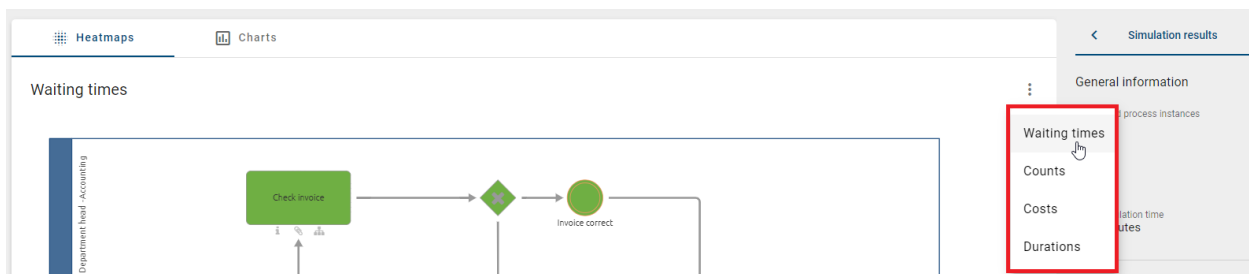 Heatmaps
Charts
Simulation results
Waiting times
General information
process instances
Waiting times
Counts
Costs
Durations
lation time
utes
Department head -Accounting
Check invoice
Invoice correct